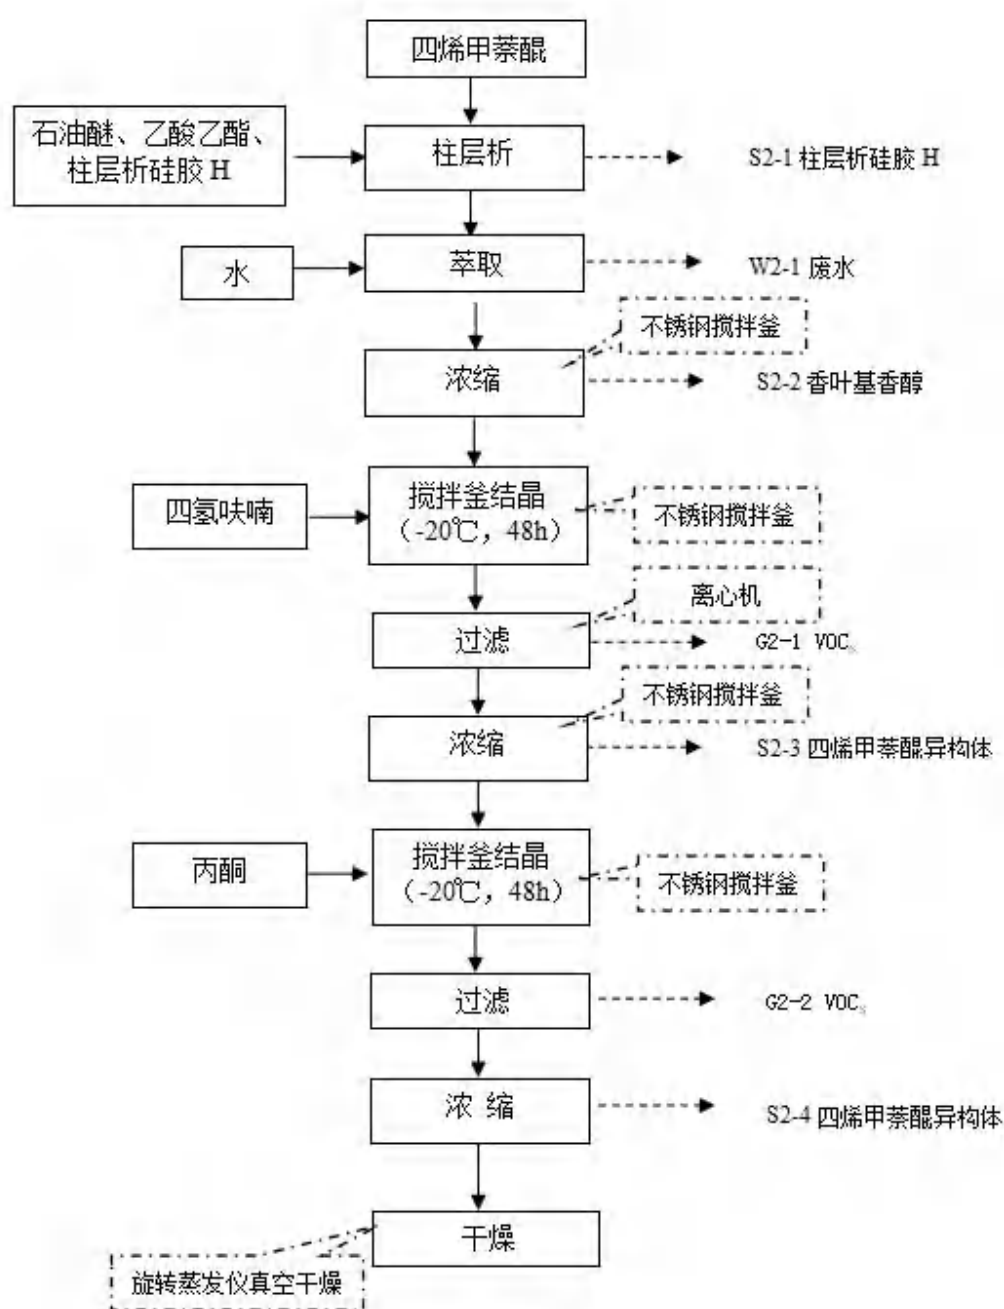 四烯甲萘醌
石油醚、乙酸乙酯、
柱层析硅胶 H
柱层析
S2-1 柱层析硅胶 H
水
萃取
W2-1 废水
不锈钢搅拌釜
浓缩
S2-2 香叶基香醇
四氢呋喃
搅拌釜结晶
(-20℃, 48h)
不锈钢搅拌釜
离心机
过滤
G2-1 VOCs
不锈钢搅拌釜
浓缩
S2-3 四烯甲萘醌异构体
丙酮
搅拌釜结晶
(-20℃, 48h)
不锈钢搅拌釜
过滤
G2-2 VOCs
浓 缩
S2-4 四烯甲萘醌异构体
干燥
旋转蒸发仪真空干燥